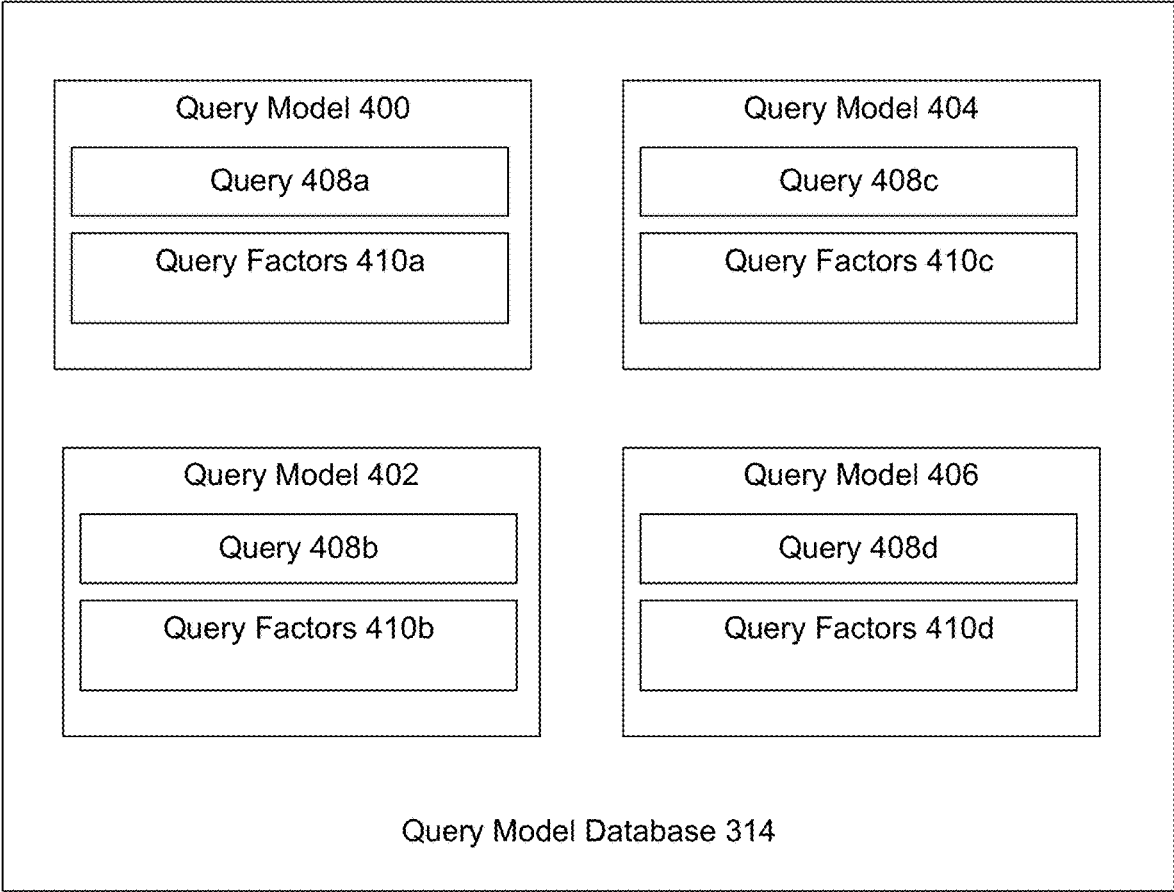 Query Model 400
Query 408a
Query Factors 410a
Query Model 404
Query 408c
Query Factors 410c
Query Model 402
Query 408b
Query Factors 410b
Query Model 406
Query 408d
Query Factors 410d
Query Model Database 314